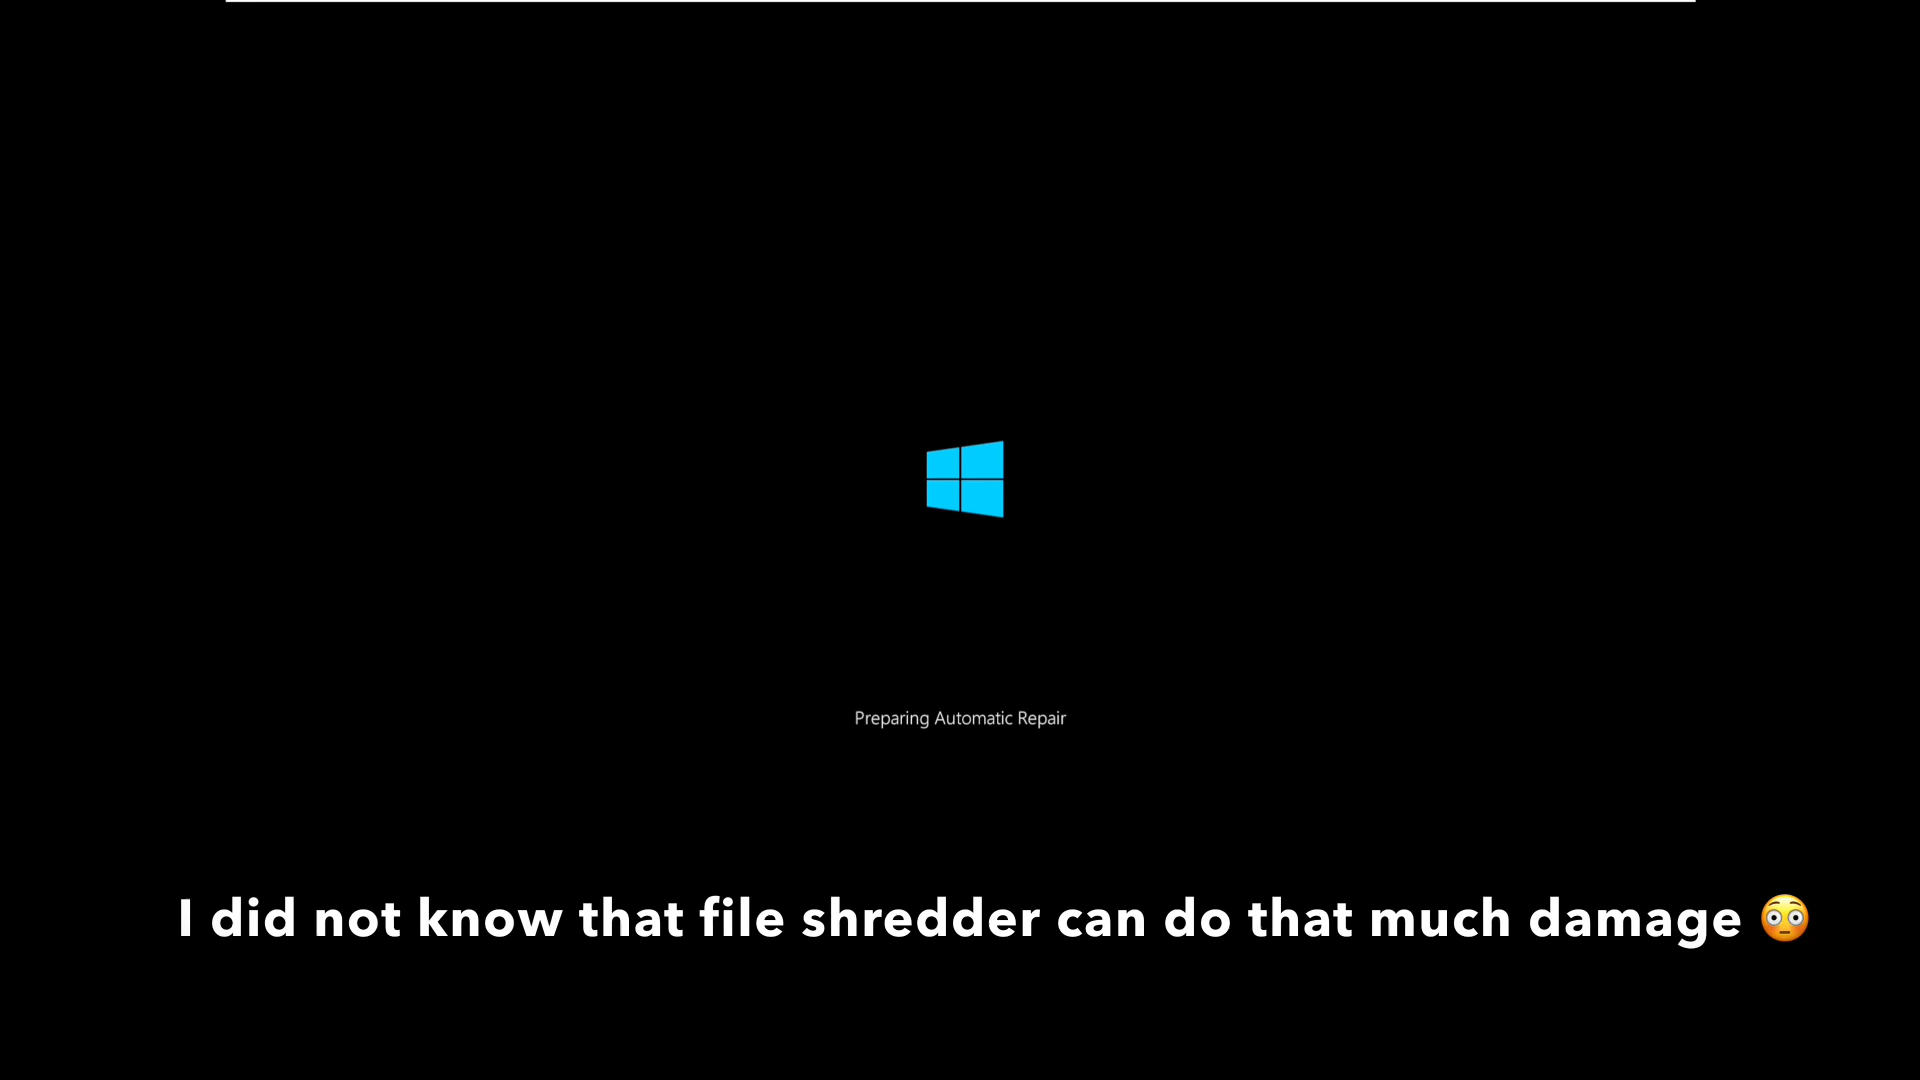 Preparing Automatic Repair
I did not know that file shredder can do that much damage 😳